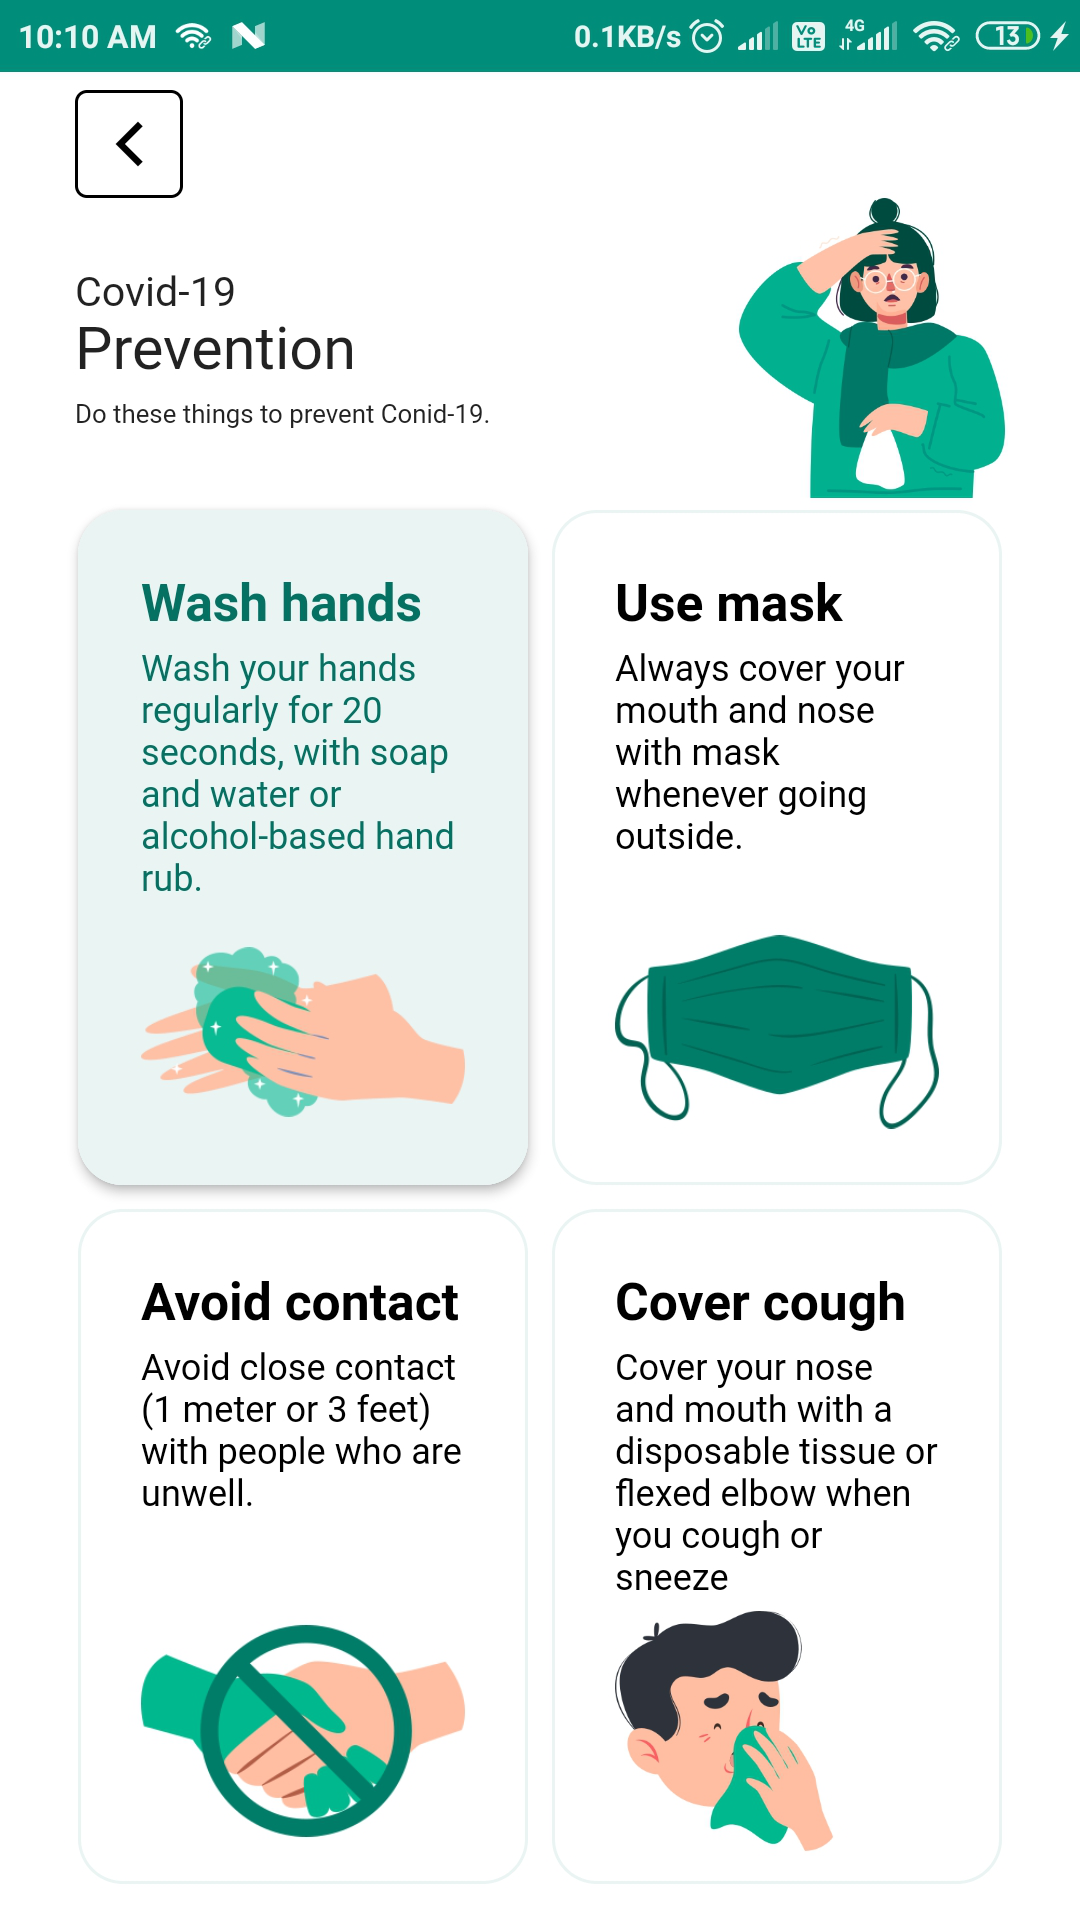 10:10 AM 0.1KB/s Vo LTE 4G 13
Covid-19
Prevention
Do these things to prevent Conid-19.
Wash hands
Wash your hands
regularly for 20
seconds, with soap
and water or
alcohol-based hand
rub.
Use mask
Always cover your
mouth and nose
with mask
whenever going
outside.
Avoid contact
Avoid close contact
(1 meter or 3 feet)
with people who are
unwell.
Cover cough
Cover your nose
and mouth with a
disposable tissue or
flexed elbow when
you cough or
sneeze